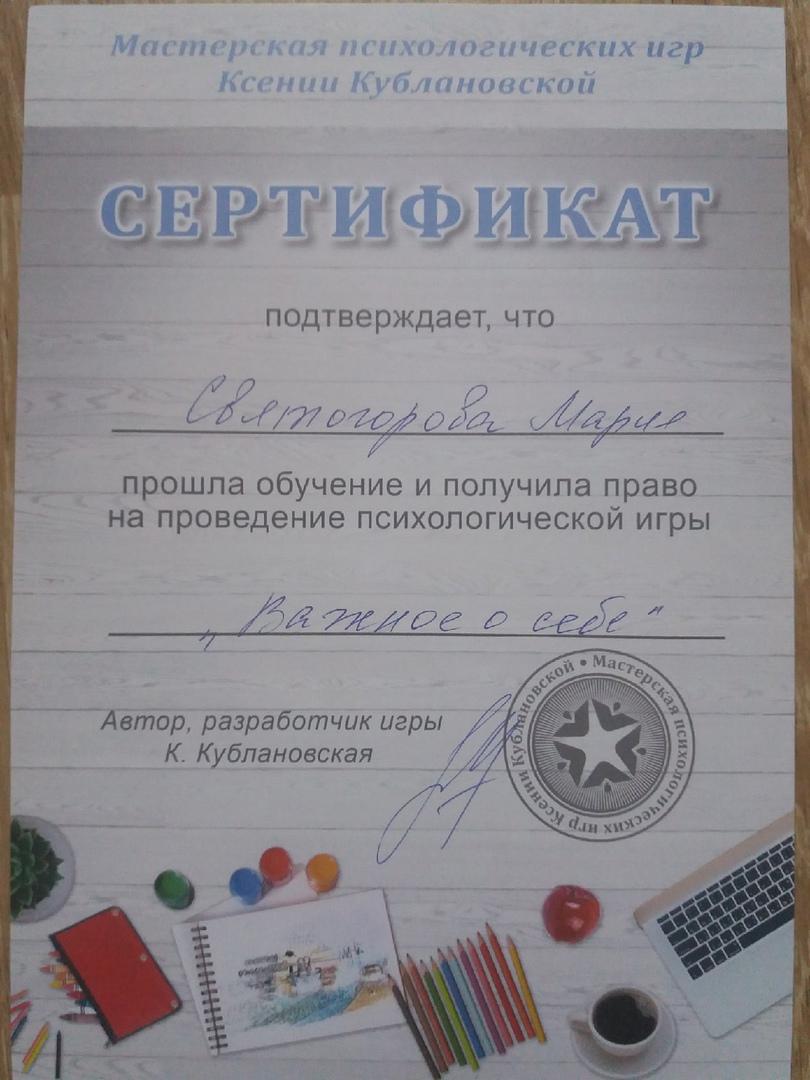 Мастерская психологических игр
Ксении Кублановской
СЕРТИФИКАТ
подтверждает, что
Святогорова Мария
прошла обучение и получила право
на проведение психологической игры
„Важное о себе"
Автор, разработчик игры
К. Кублановская
Мастерская психологических игр Ксении Кублановской •